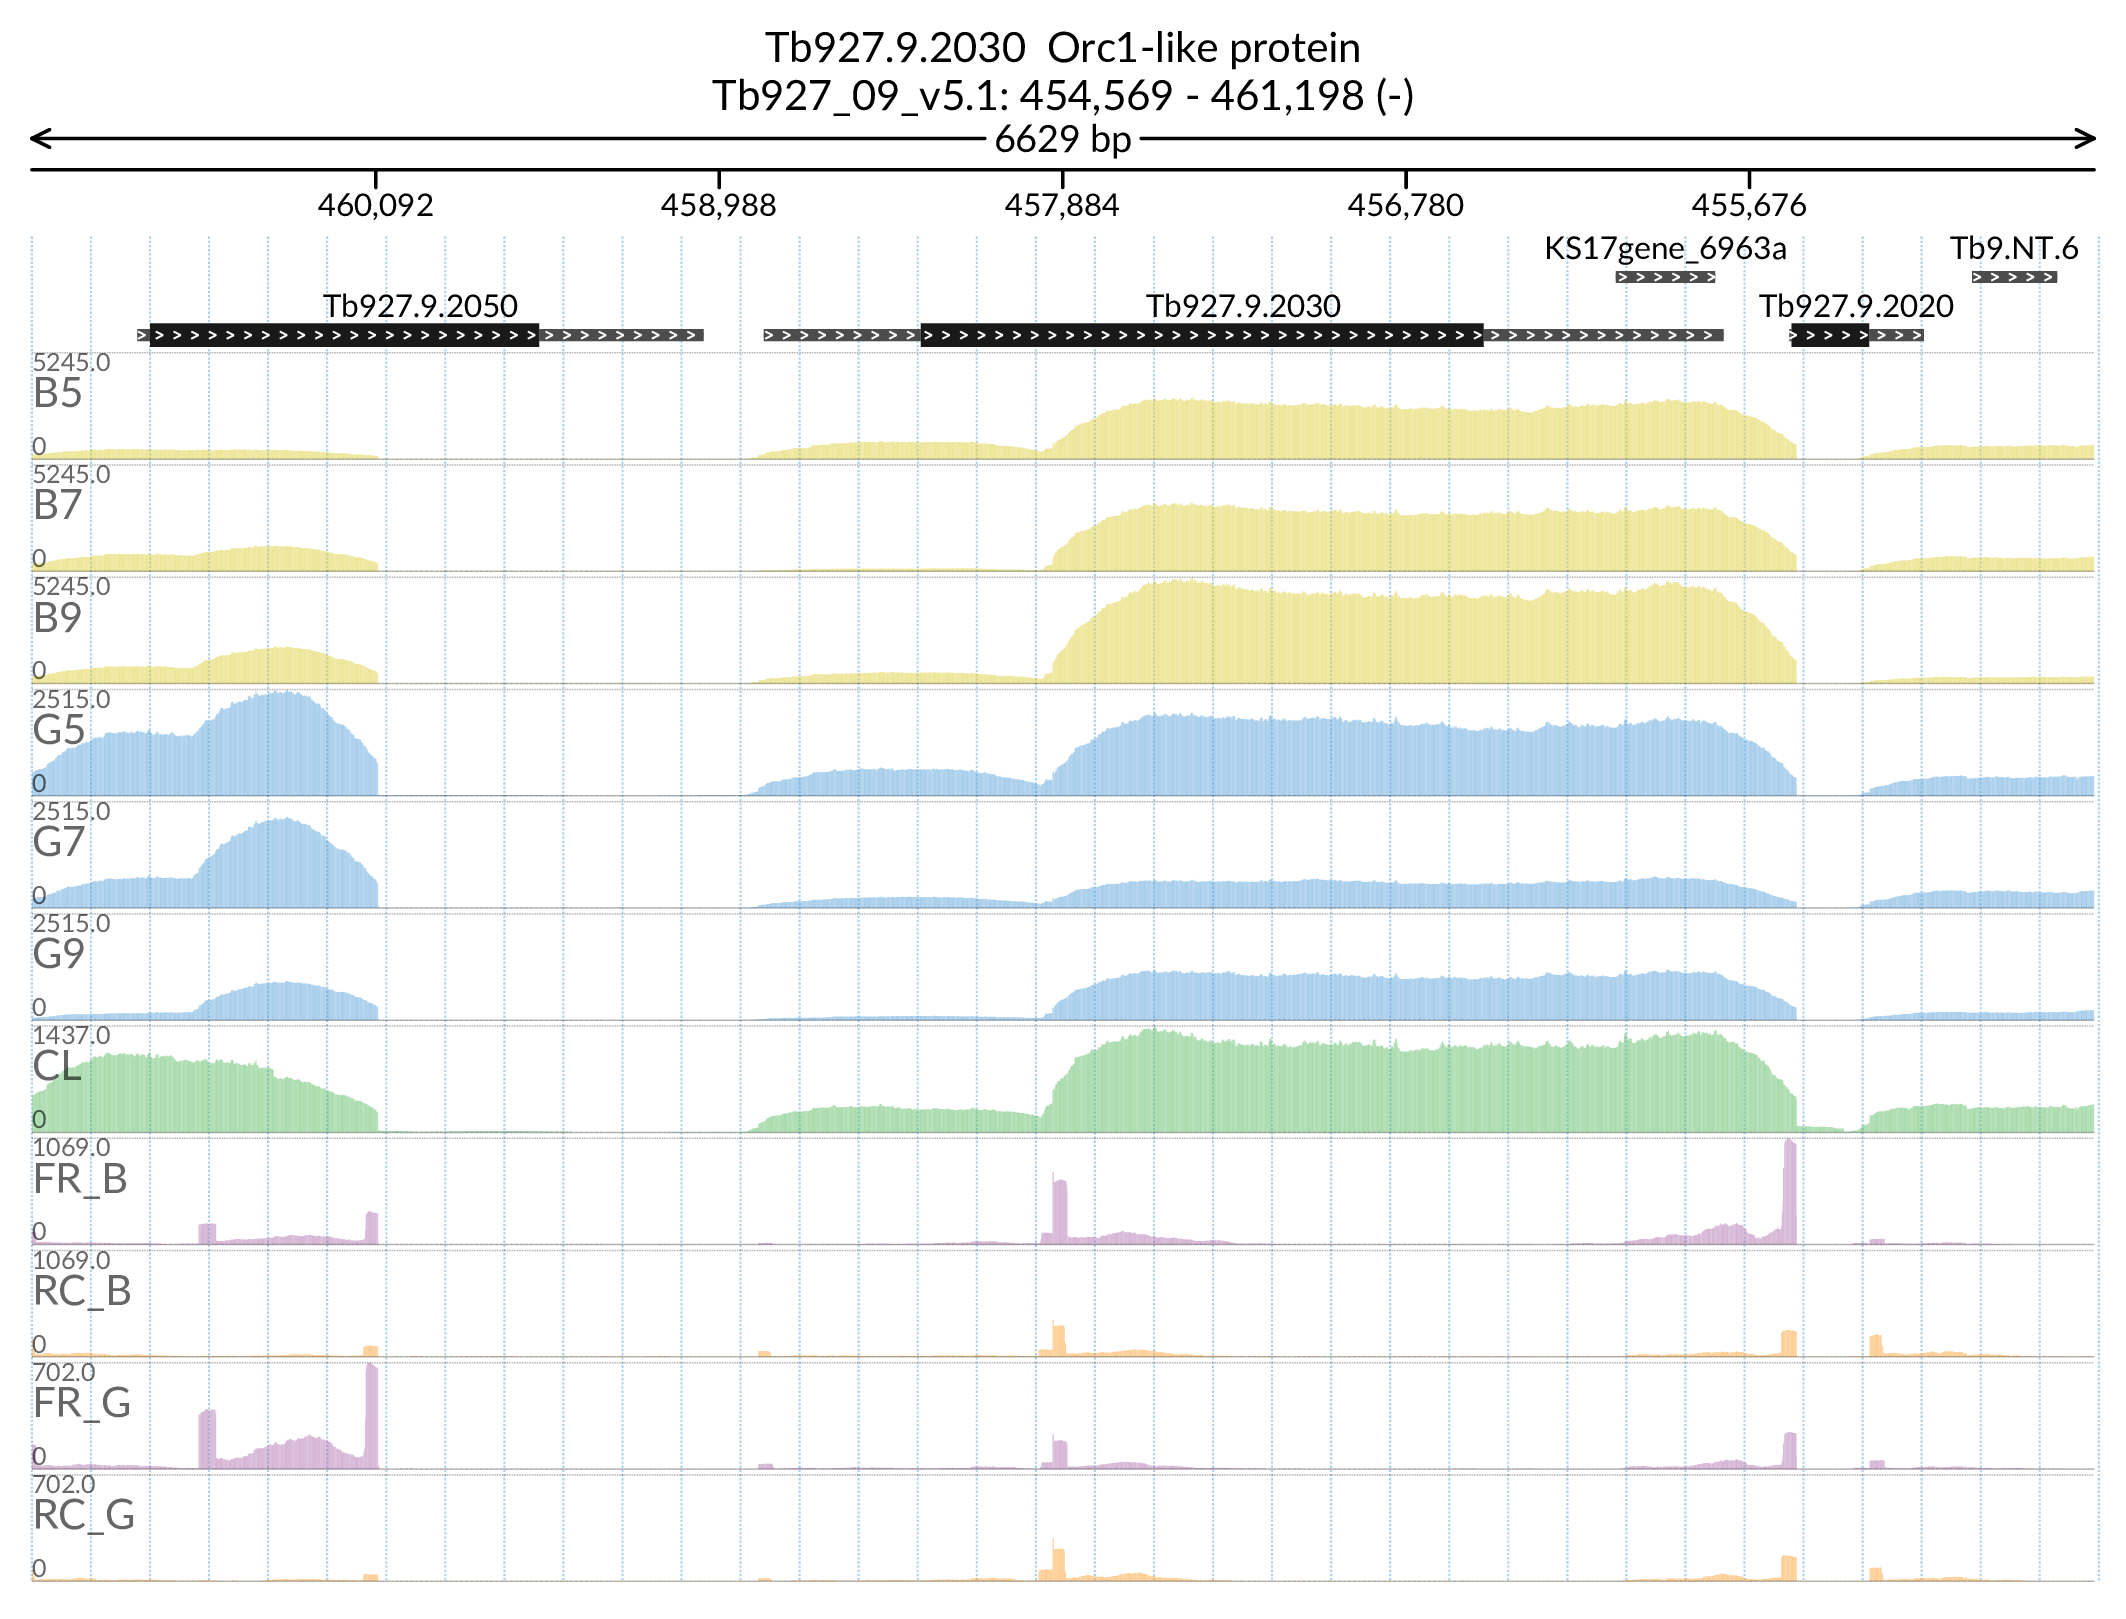 Tb927.9.2030  Orc1-like protein
Tb927_09_v5.1: 454,569 - 461,198 (-)
6629 bp
460,092 458,988 457,884 456,780 455,676
KS17gene_6963a Tb9.NT.6
Tb927.9.2050 Tb927.9.2030 Tb927.9.2020
5245.0
B5
0
5245.0
B7
0
5245.0
B9
0
2515.0
G5
0
2515.0
G7
0
2515.0
G9
0
1437.0
CL
0
1069.0
FR_B
0
1069.0
RC_B
0
702.0
FR_G
0
702.0
RC_G
0